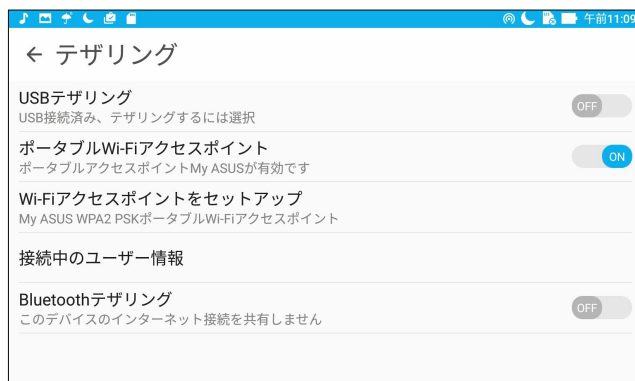 午前11:09
テザリング
USBテザリング
USB接続済み、テザリングするには選択
OFF
ポータブルWi-Fiアクセスポイント
ポータブルアクセスポイントMy ASUSが有効です
ON
Wi-Fiアクセスポイントをセットアップ
My ASUS WPA2 PSKポータブルWi-Fiアクセスポイント
接続中のユーザー情報
Bluetoothテザリング
このデバイスのインターネット接続を共有しません
OFF